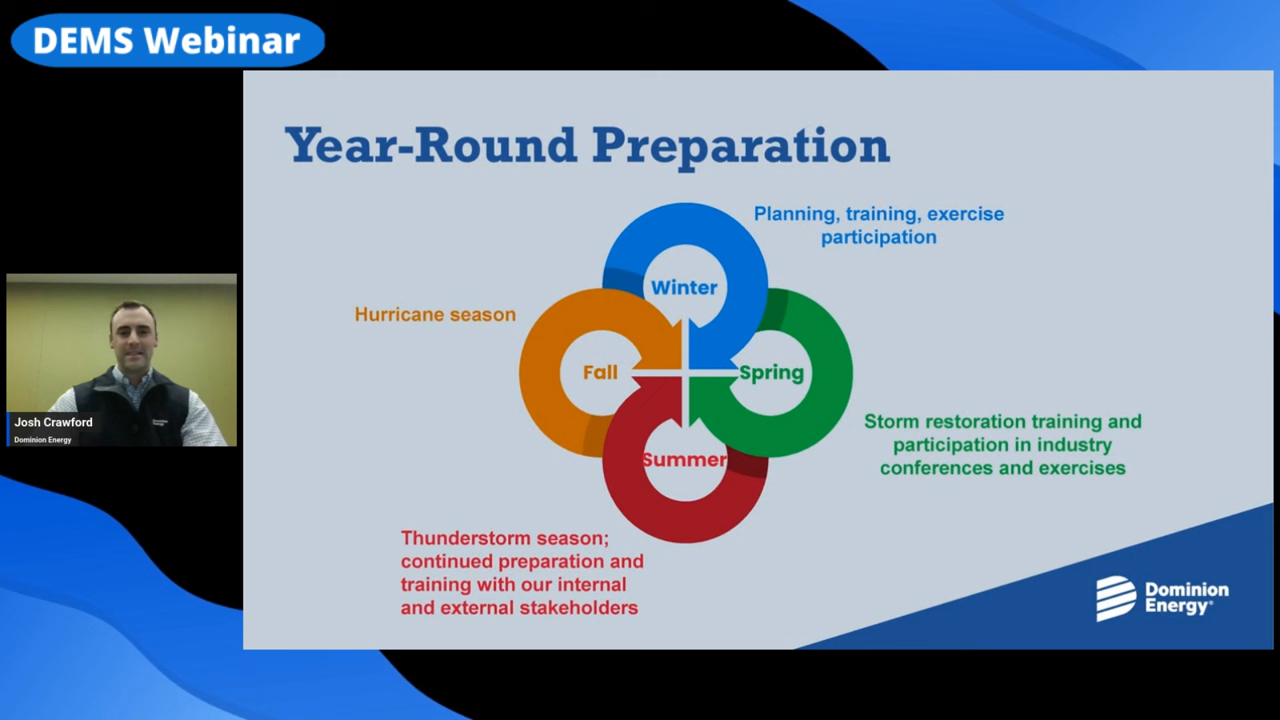 DEMS Webinar
Year-Round Preparation
Planning, training, exercise
participation
Winter
Hurricane season
Fall
Spring
Storm restoration training and
participation in industry
conferences and exercises
Summer
Thunderstorm season;
continued preparation and
training with our internal
and external stakeholders
Josh Crawford
Dominion Energy
Dominion
Energy
Dominion
Energy®